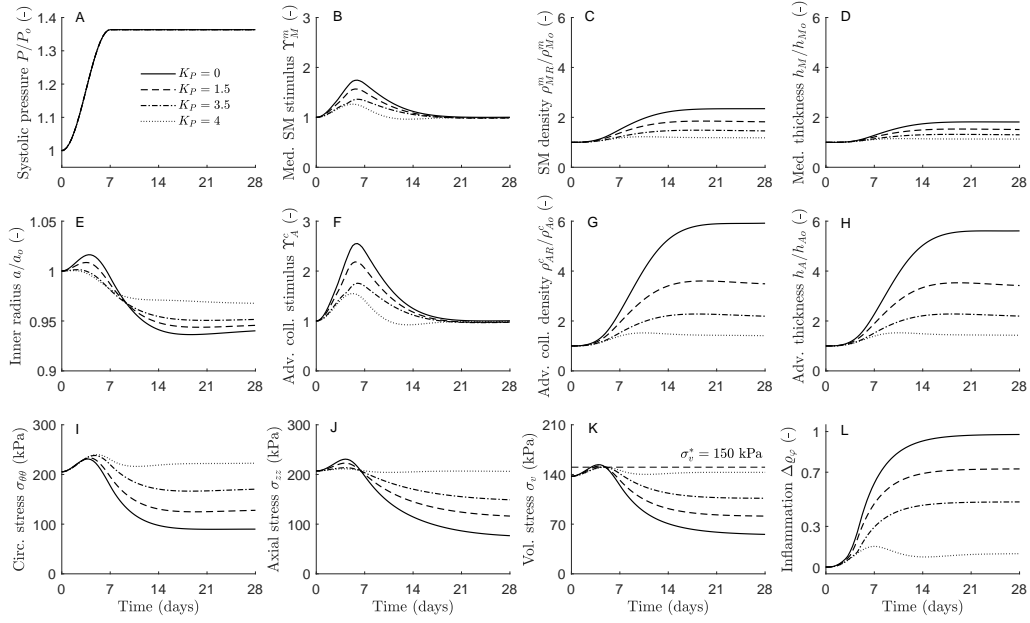 A
Systolic pressure P/Pₒ (–)
1.4
1.3
1.2
1.1
1
K_P = 0
K_P = 1.5
K_P = 3.5
K_P = 4
0 7 14 21 28
B
Med. SM stimulus Υ_M^m (–)
3
2
1
0
0 7 14 21 28
C
SM density ρ_MR^m/ρ_Mo^m (–)
6
4
2
0
0 7 14 21 28
D
Med. thickness h_M/h_Mo (–)
6
4
2
0
0 7 14 21 28
E
Inner radius a/aₒ (–)
1.05
1
0.95
0.9
0 7 14 21 28
F
Adv. coll. stimulus Υ_A^c (–)
3
2
1
0
0 7 14 21 28
G
Adv. coll. density ρ_AR^c/ρ_Ao^c (–)
6
4
2
0
0 7 14 21 28
H
Adv. thickness h_A/h_Ao (–)
6
4
2
0
0 7 14 21 28
I
Circ. stress σ_θθ (kPa)
300
200
100
0
0 7 14 21 28
Time (days)
J
Axial stress σ_zz (kPa)
300
200
100
0
0 7 14 21 28
Time (days)
K
Vol. stress σ_v (kPa)
210
140
70
0
σ_v^* = 150 kPa
0 7 14 21 28
Time (days)
L
Inflammation Δϱ_φ (–)
1
0.7
0.3
0
0 7 14 21 28
Time (days)